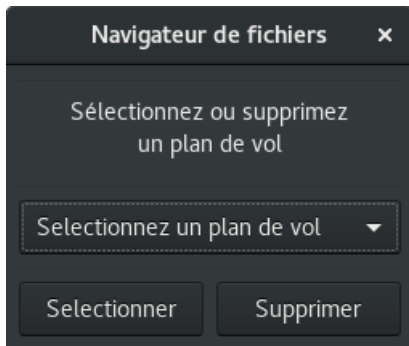 Navigateur de fichiers ×
Sélectionnez ou supprimez
un plan de vol
Selectionnez un plan de vol
Selectionner Supprimer